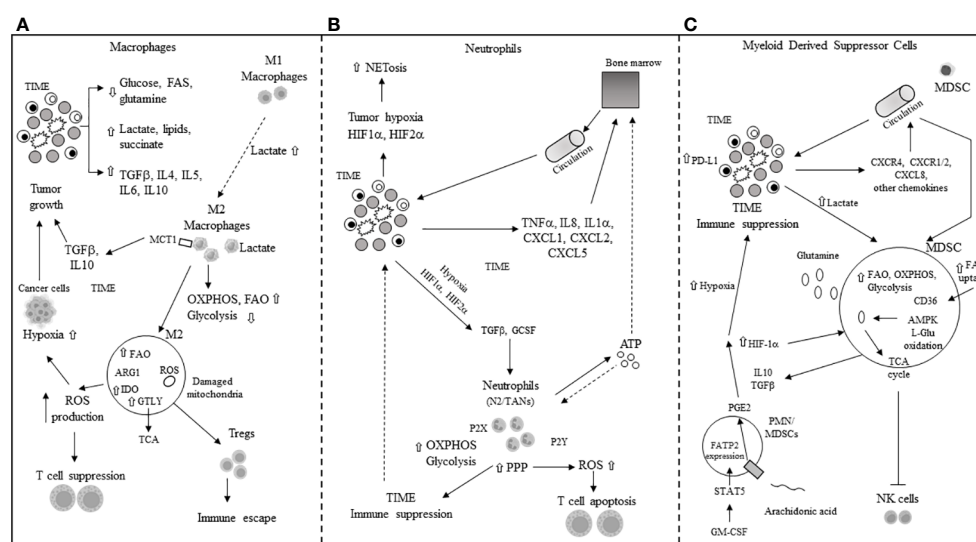 A
Macrophages
M1
Macrophages
TIME
Glucose, FAS,
glutamine
Lactate, lipids,
succinate
TGFβ, IL4, IL5,
IL6, IL10
Lactate ⇧
Tumor
growth
M2
Macrophages
MCT1
Lactate
TGFβ,
IL10
Cancer cells
TIME
OXPHOS, FAO ⇧
Glycolysis ⇩
Hypoxia ⇧
M2
⇧ FAO
ARG1
ROS
⇧ IDO
⇧ GTLY
Damaged
mitochondria
ROS
production
TCA
Tregs
T cell suppression
Immune escape
B
Neutrophils
⇧ NETosis
Bone marrow
Tumor hypoxia
HIF1α, HIF2α
Circulation
TIME
TNFα, IL8, IL1α,
CXCL1, CXCL2,
CXCL5
TIME
Hypoxia
HIF1α, HIF2α
TGFβ, GCSF
ATP
Neutrophils
(N2/TANs)
P2X
P2Y
⇧ OXPHOS
Glycolysis
⇧ PPP
ROS ⇧
TIME
Immune suppression
T cell apoptosis
C
Myeloid Derived Suppressor Cells
MDSC
Circulation
TIME
⇧ PD-L1
CXCR4, CXCR1/2,
CXCL8,
other chemokines
⇧ Lactate
TIME
Immune suppression
MDSC
Glutamine
⇧ FAO, OXPHOS,
Glycolysis
⇧ FA
upta
CD36
⇧ Hypoxia
AMPK
L-Glu
oxidation
⇧ HIF-1α
TCA
cycle
IL10
TGFβ
PGE2
PMN/
MDSCs
FATP2
expression
STAT5
Arachidonic acid
GM-CSF
NK cells